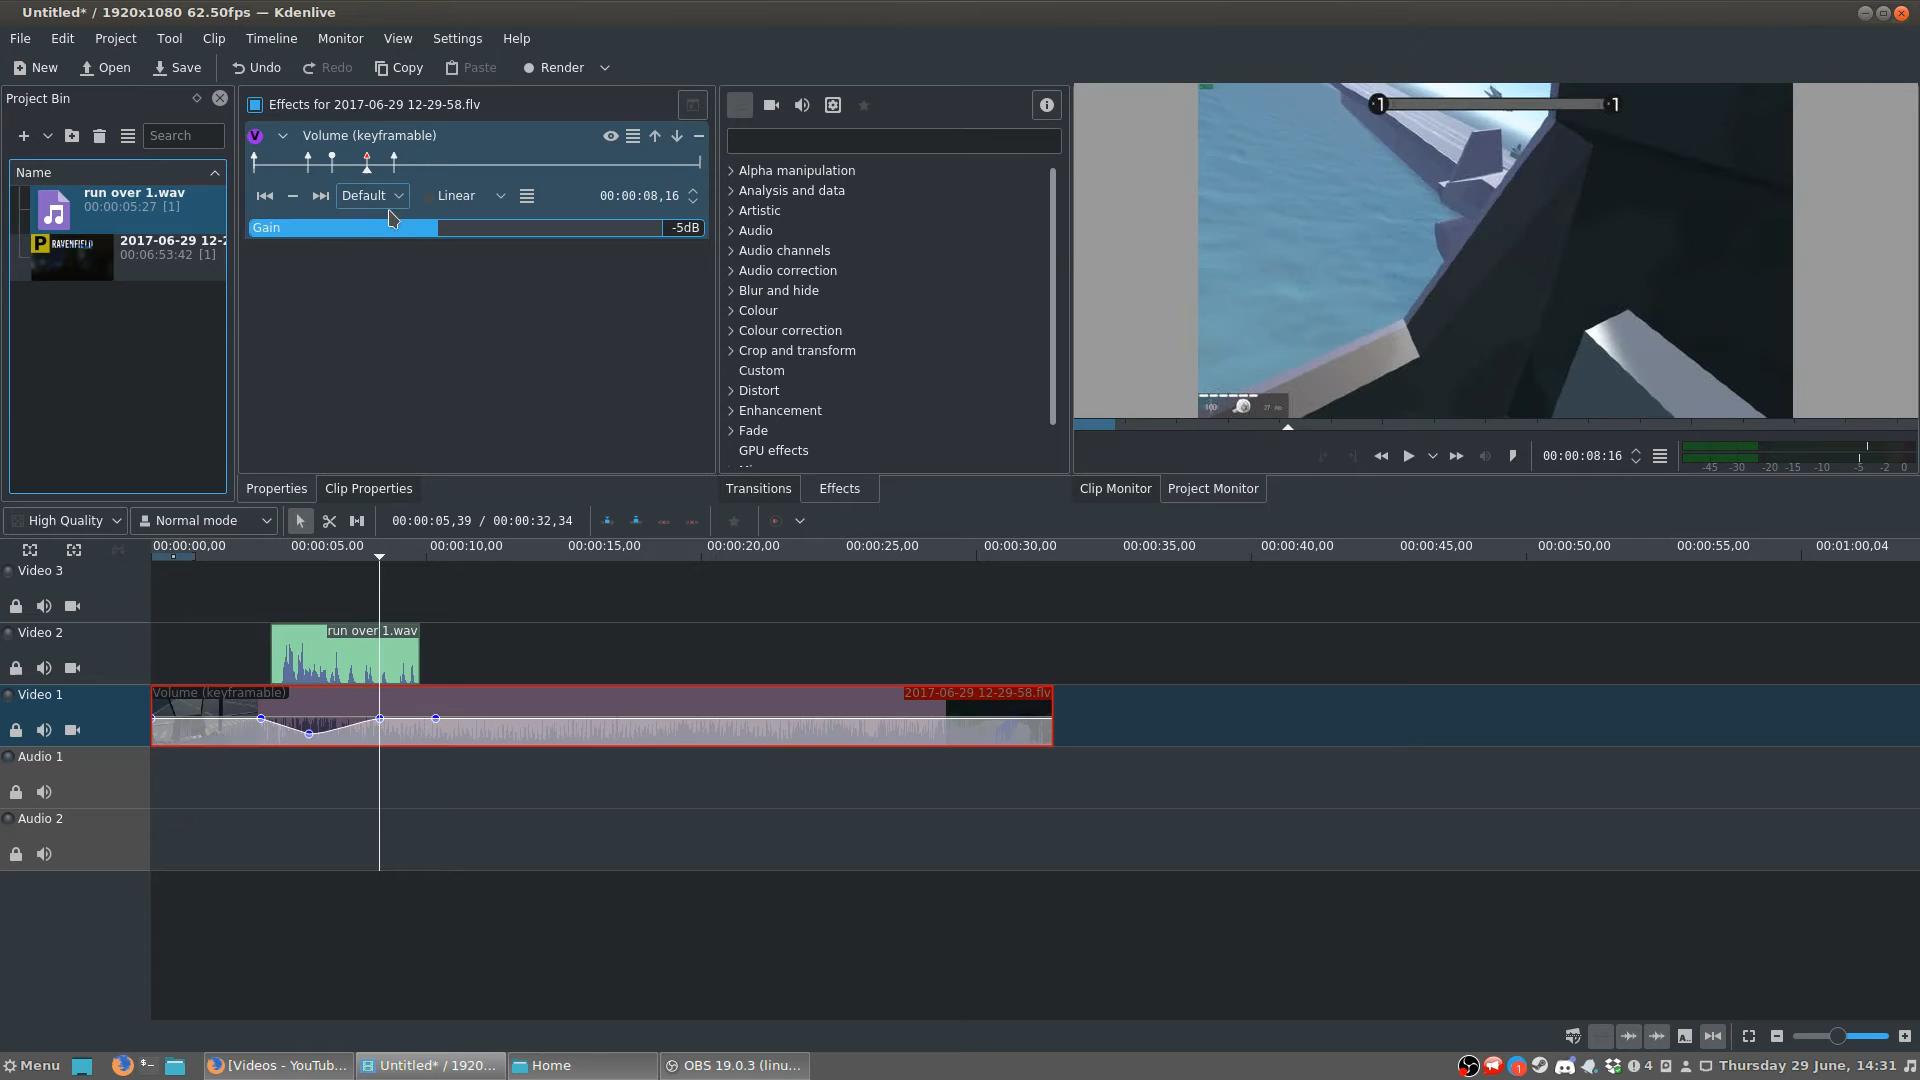 Untitled* / 1920x1080 62.50fps — Kdenlive
File Edit Project Tool Clip Timeline Monitor View Settings Help
New Open Save Undo Redo Copy Paste Render
Project Bin
Search
Name
run over 1.wav
00:00:05:27 [1]
P RAVENFIELD
2017-06-29 12-2
00:06:53:42 [1]
Effects for 2017-06-29 12-29-58.flv
V Volume (keyframable)
Default Linear 00:00:08,16
Gain -5dB
Alpha manipulation
Analysis and data
Artistic
Audio
Audio channels
Audio correction
Blur and hide
Colour
Colour correction
Crop and transform
Custom
Distort
Enhancement
Fade
GPU effects
1 1
100
27
00:00:08:16
-45 -30 -20 -15 -10 -5 -2 0
Properties Clip Properties
Transitions Effects
Clip Monitor Project Monitor
High Quality Normal mode 00:00:05,39 / 00:00:32,34
00:00:00,00 00:00:05,00 00:00:10,00 00:00:15,00 00:00:20,00 00:00:25,00 00:00:30,00 00:00:35,00 00:00:40,00 00:00:45,00 00:00:50,00 00:00:55,00 00:01:00,04
Video 3
Video 2
run over 1.wav
Video 1
Volume (keyframable)
2017-06-29 12-29-58.flv
Audio 1
Audio 2
Menu [Videos - YouTub... Untitled* / 1920... Home OBS 19.0.3 (linu... 1 4 Thursday 29 June, 14:31